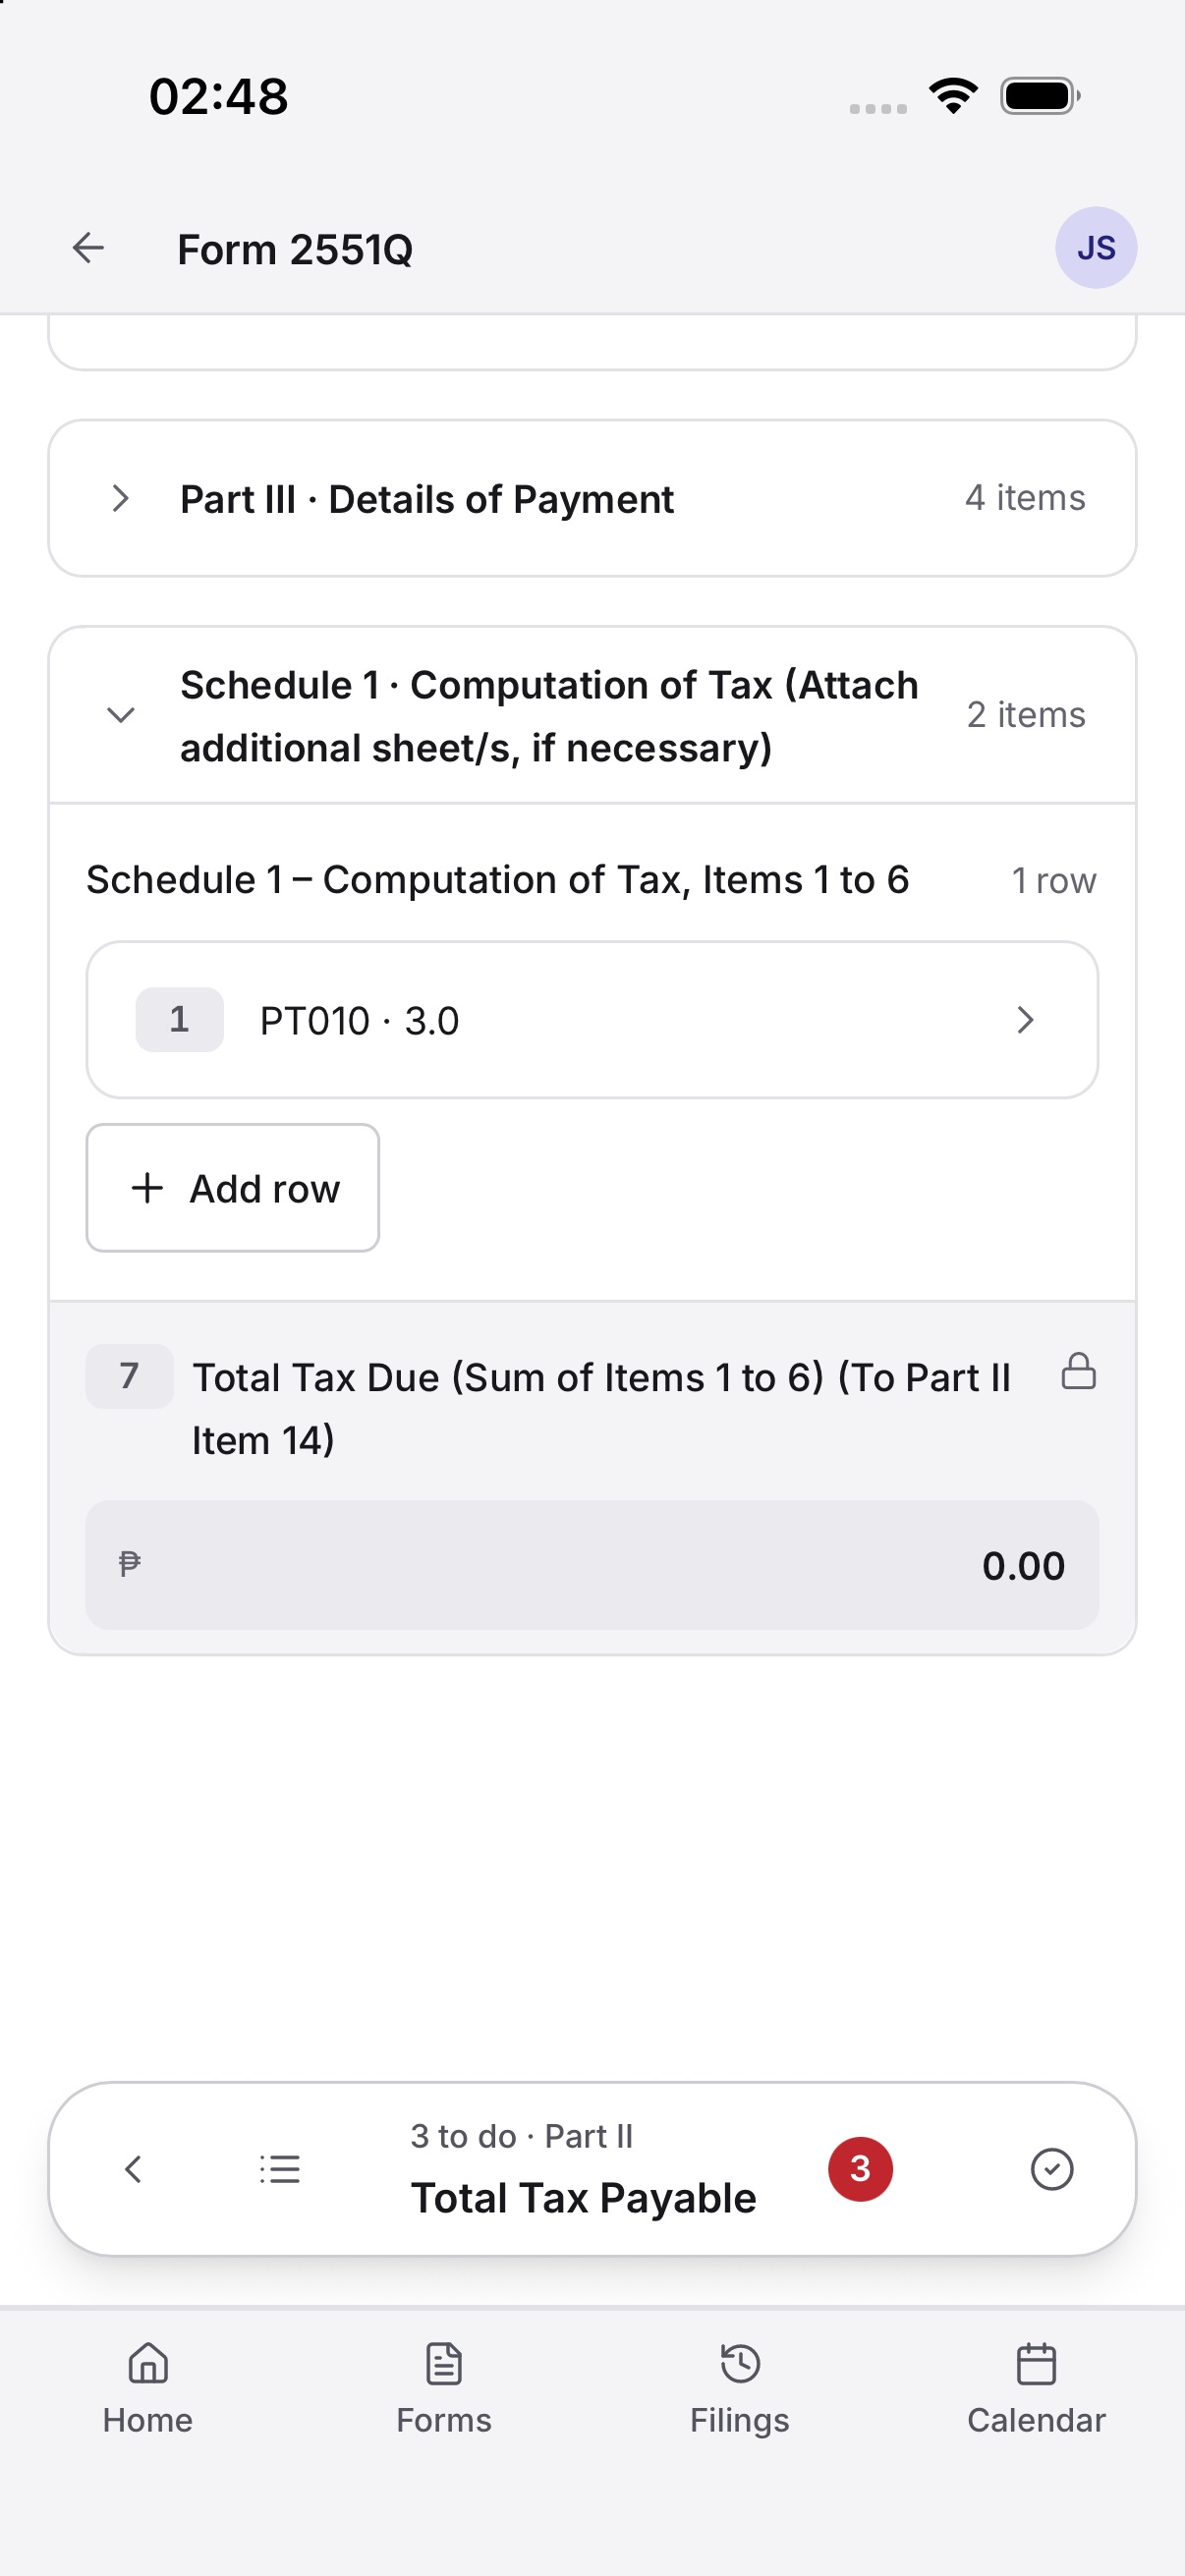 02:48
Form 2551Q
JS
Part III · Details of Payment
4 items
Schedule 1 · Computation of Tax (Attach
additional sheet/s, if necessary)
2 items
Schedule 1 – Computation of Tax, Items 1 to 6
1 row
1
PT010 · 3.0
Add row
7
Total Tax Due (Sum of Items 1 to 6) (To Part II
Item 14)
₱
0.00
3 to do · Part II
Total Tax Payable
3
Home
Forms
Filings
Calendar